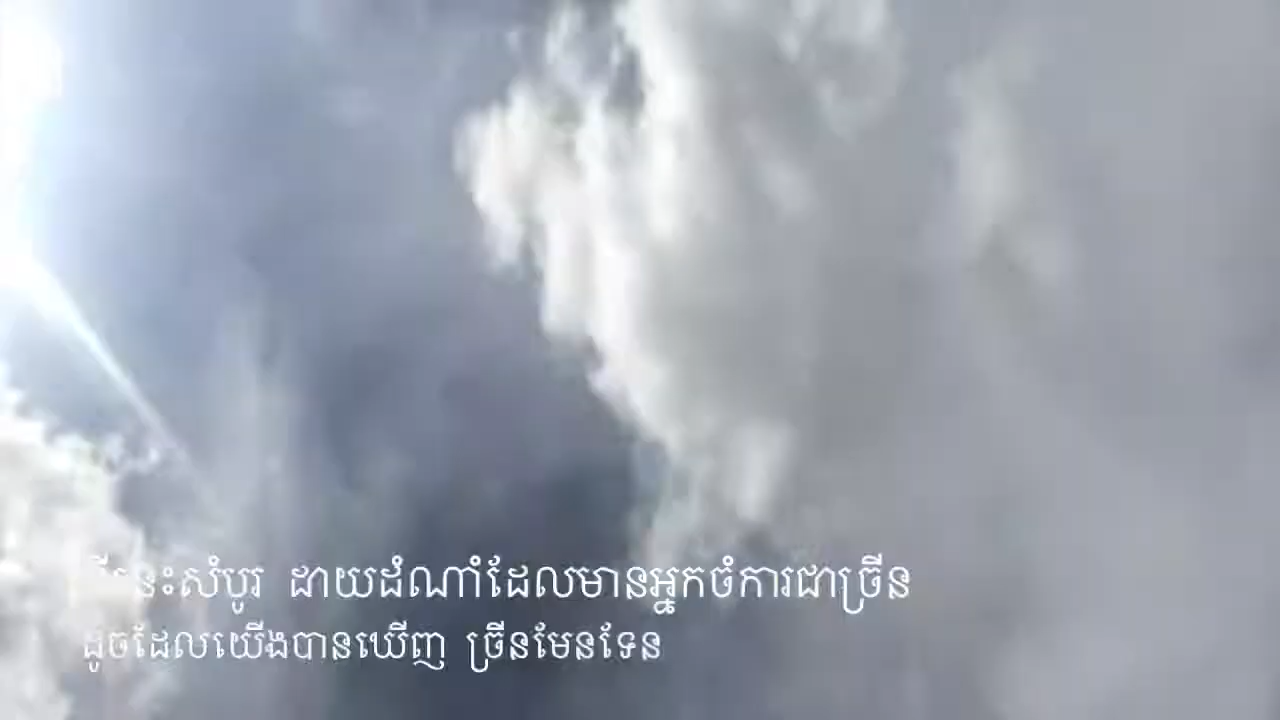 នេះសំបូរ ដាយដំណាំដែលមានអ្នកចំការជាច្រើន
ដូចដែលយើងបានឃើញ ច្រើនមែនទែន